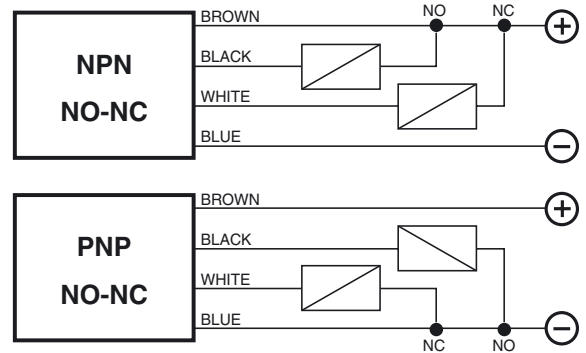 NPN
NO-NC
BROWN
NO
NC
+
BLACK
WHITE
BLUE
−
PNP
NO-NC
BROWN
+
BLACK
WHITE
BLUE
−
NC
NO